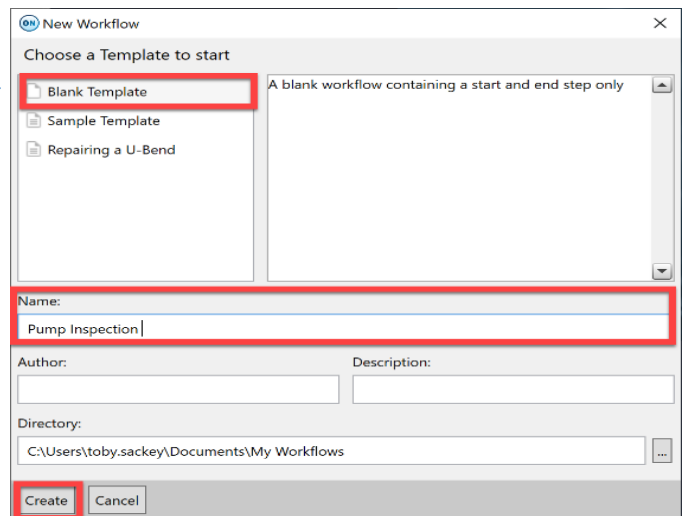 ON New Workflow
Choose a Template to start
Blank Template
A blank workflow containing a start and end step only
Sample Template
Repairing a U-Bend
Name:
Pump Inspection
Author: Description:
Directory:
C:\Users\toby.sackey\Documents\My Workflows
...
Create Cancel